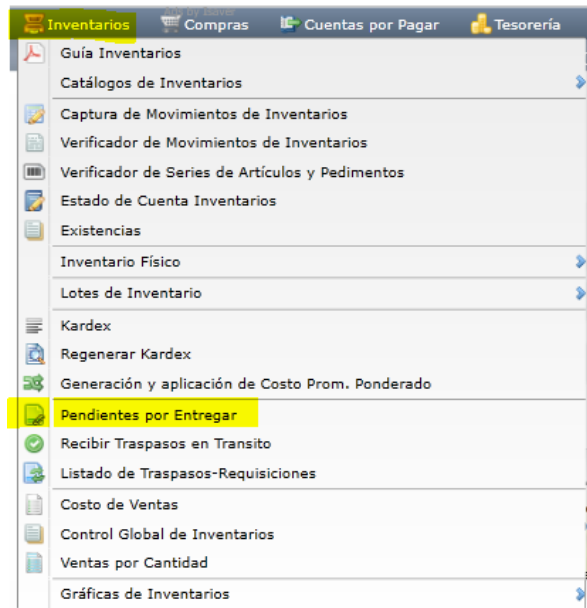 Inventarios Compras Cuentas por Pagar Tesorería
Guía Inventarios
Catálogos de Inventarios
Captura de Movimientos de Inventarios
Verificador de Movimientos de Inventarios
Verificador de Series de Artículos y Pedimentos
Estado de Cuenta Inventarios
Existencias
Inventario Físico
Lotes de Inventario
Kardex
Regenerar Kardex
Generación y aplicación de Costo Prom. Ponderado
Pendientes por Entregar
Recibir Traspasos en Transito
Listado de Traspasos-Requisiciones
Costo de Ventas
Control Global de Inventarios
Ventas por Cantidad
Gráficas de Inventarios